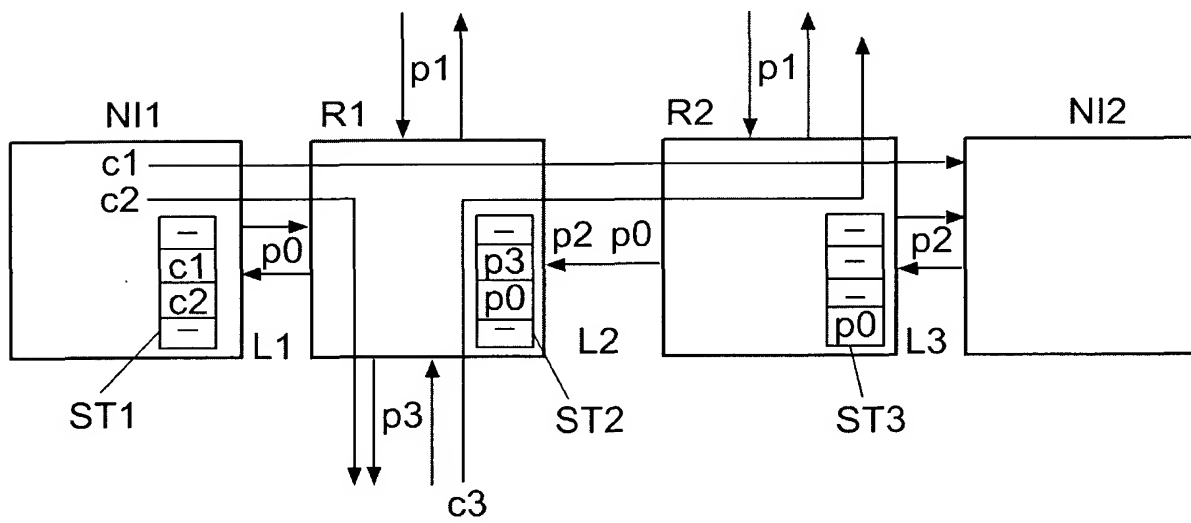 p1
p1
NI1
R1
R2
NI2
c1
c2
–
c1
c2
–
p0
–
p3
p0
–
p2 p0
–
–
–
p0
p2
L1
L2
L3
ST1
p3
ST2
ST3
c3